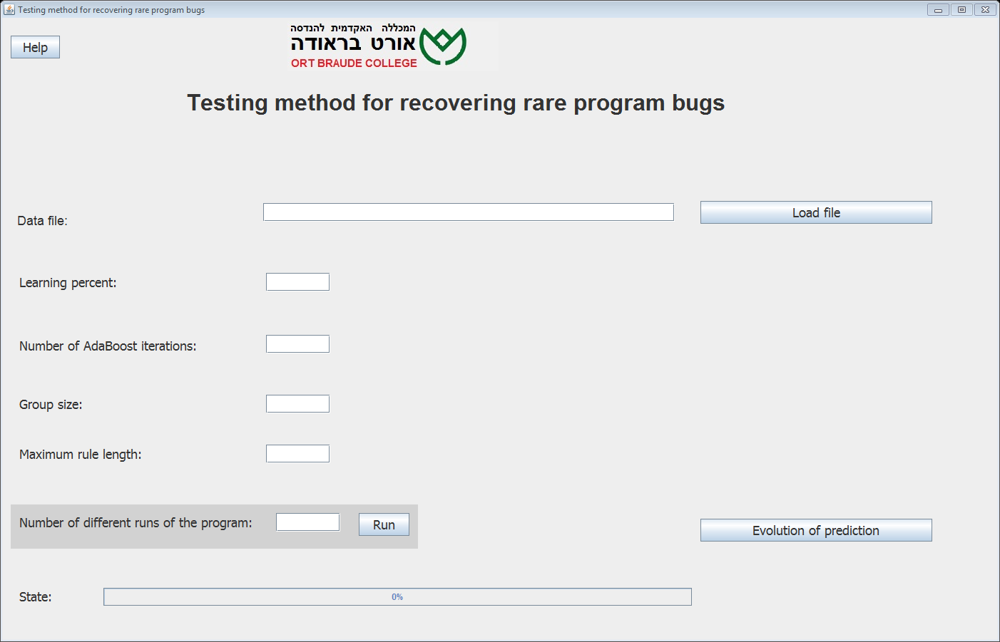 Testing method for recovering rare program bugs
Help
המכללה האקדמית להנדסה
אורט בראודה
ORT BRAUDE COLLEGE
Testing method for recovering rare program bugs
Data file:
Load file
Learning percent:
Number of AdaBoost iterations:
Group size:
Maximum rule length:
Number of different runs of the program:
Run
Evolution of prediction
State:
0%